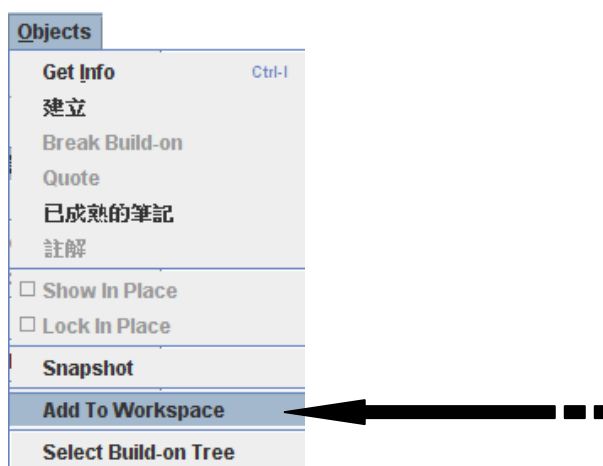 Objects
Get Info Ctrl-I
建立
Break Build-on
Quote
已成熟的筆記
註解
Show In Place
Lock In Place
Snapshot
Add To Workspace
Select Build-on Tree